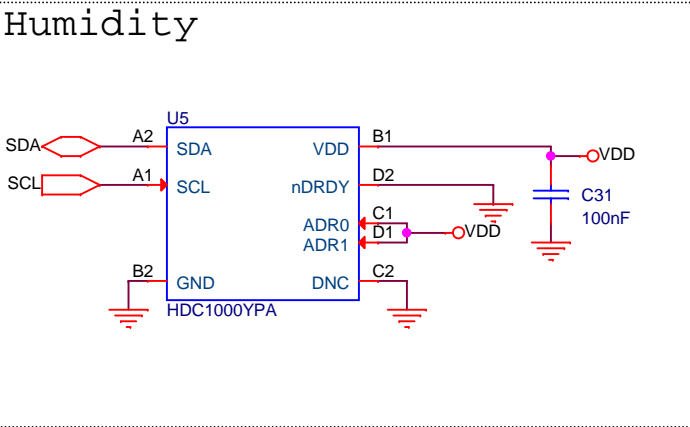 Humidity
U5
SDA A2 SDA VDD B1 VDD
SCL A1 SCL nDRDY D2 C31
100nF
ADR0 C1
ADR1 D1 VDD
B2 GND DNC C2
HDC1000YPA